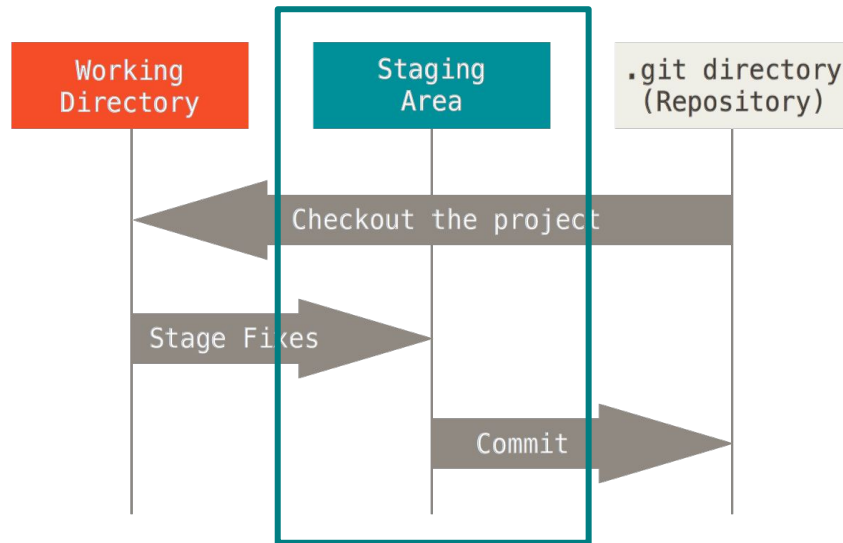 Working
Directory
Staging
Area
.git directory
(Repository)
Checkout the project
Stage Fixes
Commit